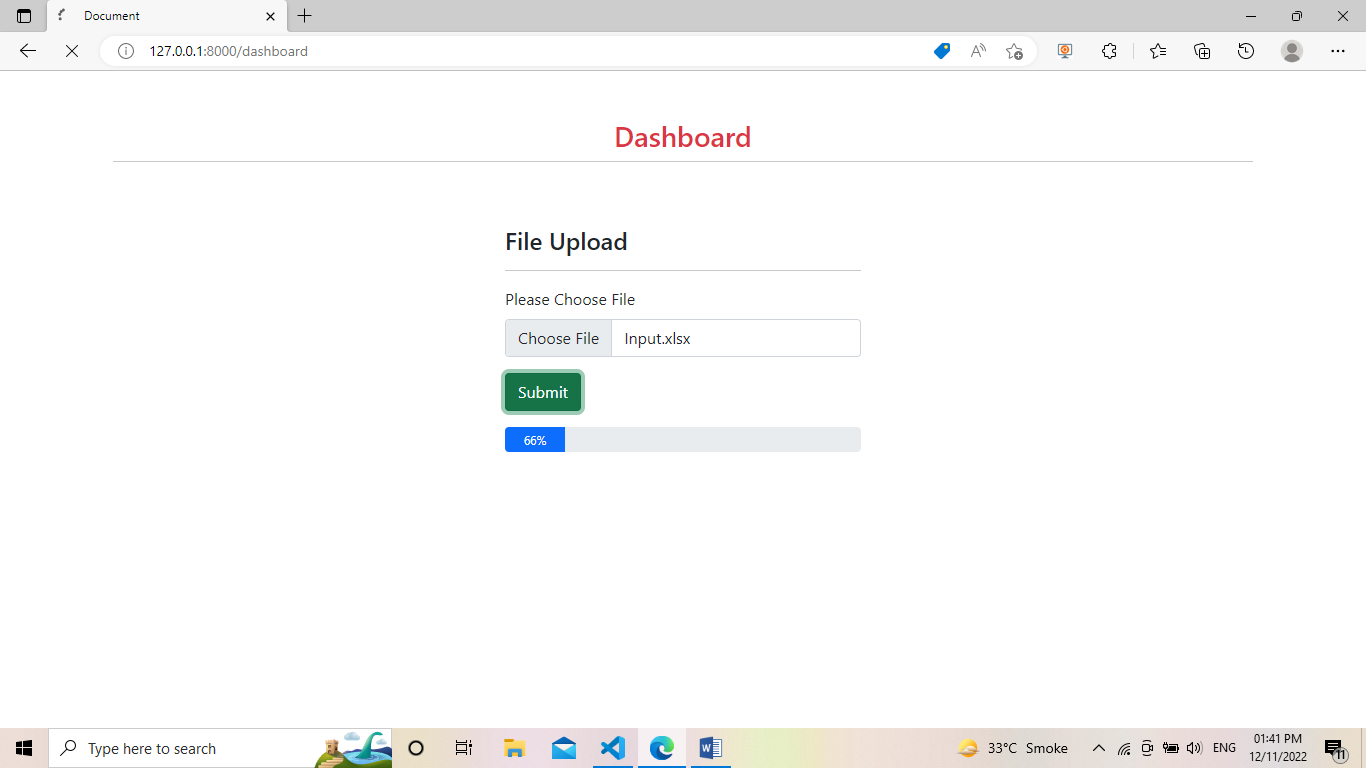 Document
127.0.0.1:8000/dashboard
Dashboard
File Upload
Please Choose File
Choose File Input.xlsx
Submit
66%
Type here to search
33°C Smoke
ENG
01:41 PM
12/11/2022
11